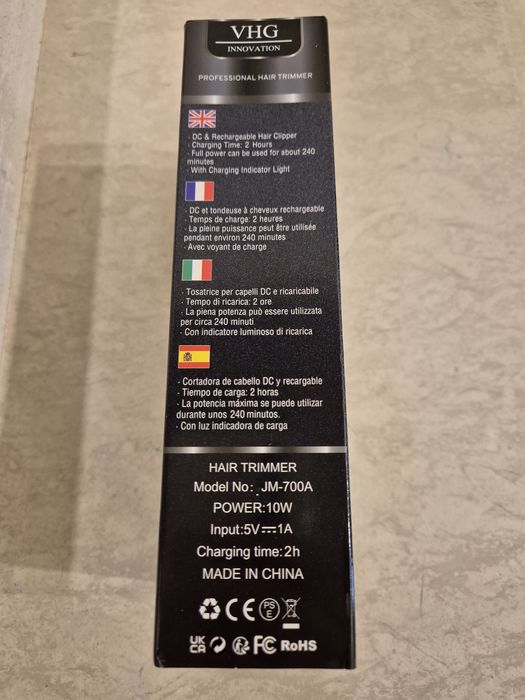 VHG
INNOVATION
PROFESSIONAL HAIR TRIMMER
· DC & Rechargeable Hair Clipper
· Charging Time: 2 Hours
· Full power can be used for about 240
minutes
· With Charging Indicator Light
· DC et tondeuse à cheveux rechargeable
· Temps de charge: 2 heures
· La pleine puissance peut être utilisée
pendant environ 240 minutes
· Avec voyant de charge
· Tosatrice per capelli DC e ricaricabile
· Tempo di ricarica: 2 ore
· La piena potenza può essere utilizzata
per circa 240 minuti
· Con indicatore luminoso di ricarica
· Cortadora de cabello DC y recargable
· Tiempo de carga: 2 horas
· La potencia máxima se puede utilizar
durante unos 240 minutos.
· Con luz indicadora de carga
HAIR TRIMMER
Model No: JM-700A
POWER:10W
Input:5V⎓1A
Charging time:2h
MADE IN CHINA
CE PS E
UK CA FC RoHS